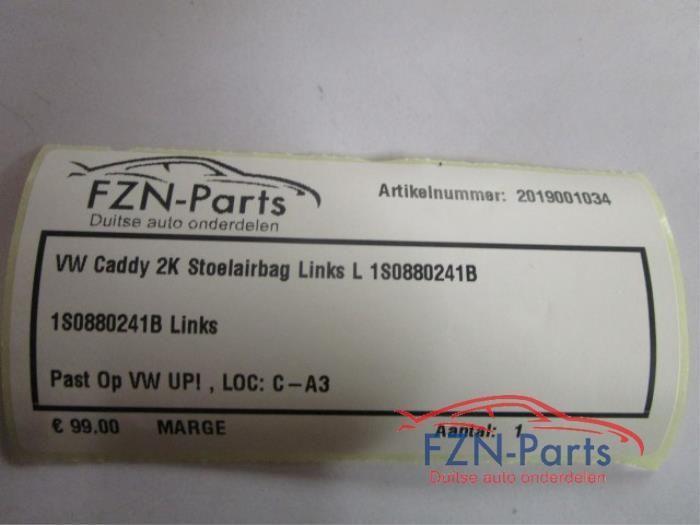 FZN-Parts
Duitse auto onderdelen
Artikelnummer: 2019001034
VW Caddy 2K Stoelairbag Links L 1S0880241B
1S0880241B Links
Past Op VW UP! , LOC: C-A3
€ 99.00 MARGE Aantal: 1
FZN-Parts
Duitse auto onderdelen